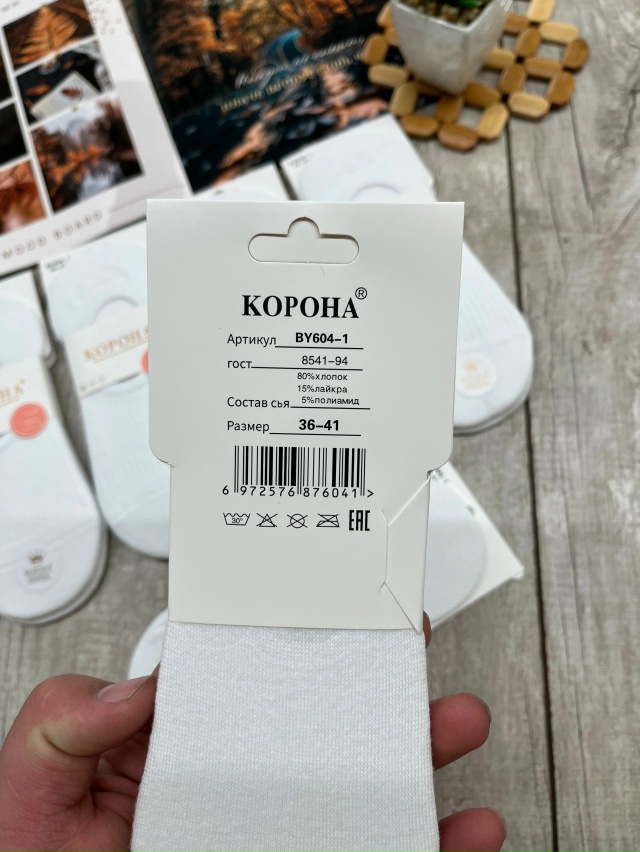 MOOD BOARD
КОРОНА®
Артикул BY604-1
гост. 8541-94
80%хлопок
15%лайкра
Состав сья 5%полиамид
Размер 36-41
6 972576 876041 >
30°
EAC
КОРОНА